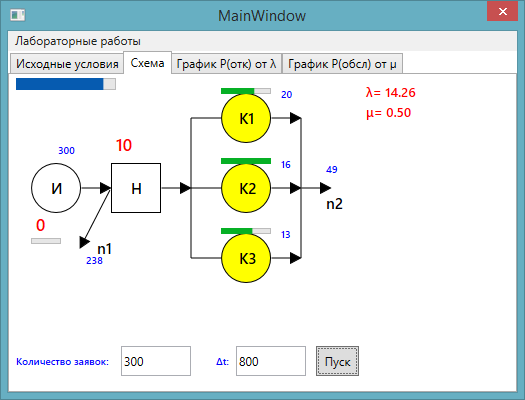 MainWindow
Лабораторные работы
Исходные условия Схема График P(отк) от λ График P(обсл) от μ
λ= 14.26
μ= 0.50
20
К1
300
10
16
49
И
Н
К2
n2
0
n1
238
13
К3
Количество заявок: 300 Δt: 800 Пуск